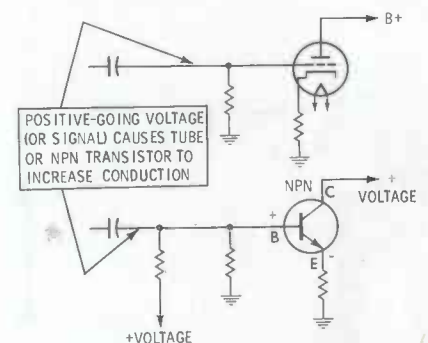 B+
POSITIVE-GOING VOLTAGE
(OR SIGNAL) CAUSES TUBE
OR NPN TRANSISTOR TO
INCREASE CONDUCTION
NPN
C
+
VOLTAGE
+
B
E
-
+VOLTAGE